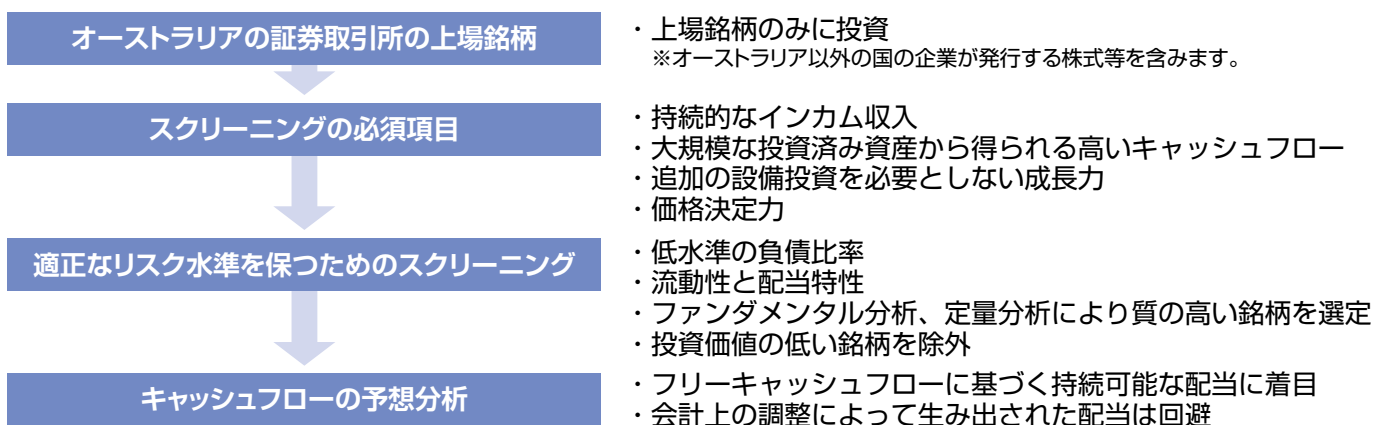 オーストラリアの証券取引所の上場銘柄
・上場銘柄のみに投資
※オーストラリア以外の国の企業が発行する株式等を含みます。
スクリーニングの必須項目
・持続的なインカム収入
・大規模な投資済み資産から得られる高いキャッシュフロー
・追加の設備投資を必要としない成長力
・価格決定力
適正なリスク水準を保つためのスクリーニング
・低水準の負債比率
・流動性と配当特性
・ファンダメンタル分析、定量分析により質の高い銘柄を選定
・投資価値の低い銘柄を除外
キャッシュフローの予想分析
・フリーキャッシュフローに基づく持続可能な配当に着目
・会計上の調整によって生み出された配当は回避